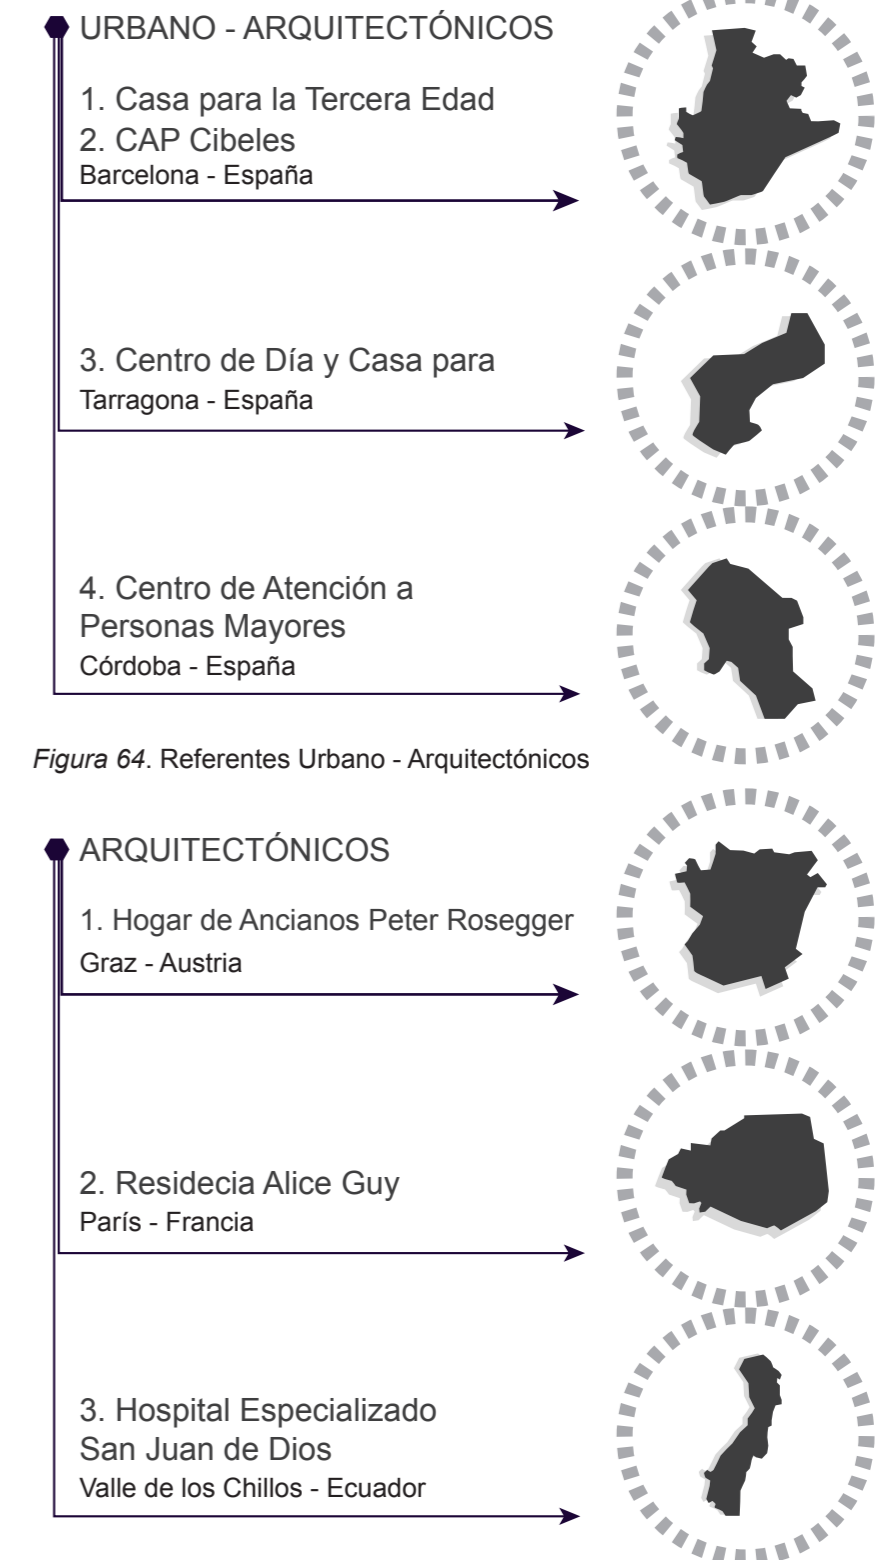 URBANO - ARQUITECTÓNICOS
1. Casa para la Tercera Edad
2. CAP Cibeles
Barcelona - España
3. Centro de Día y Casa para
Tarragona - España
4. Centro de Atención a
Personas Mayores
Córdoba - España
Figura 64. Referentes Urbano - Arquitectónicos
ARQUITECTÓNICOS
1. Hogar de Ancianos Peter Rosegger
Graz - Austria
2. Residecia Alice Guy
París - Francia
3. Hospital Especializado
San Juan de Dios
Valle de los Chillos - Ecuador